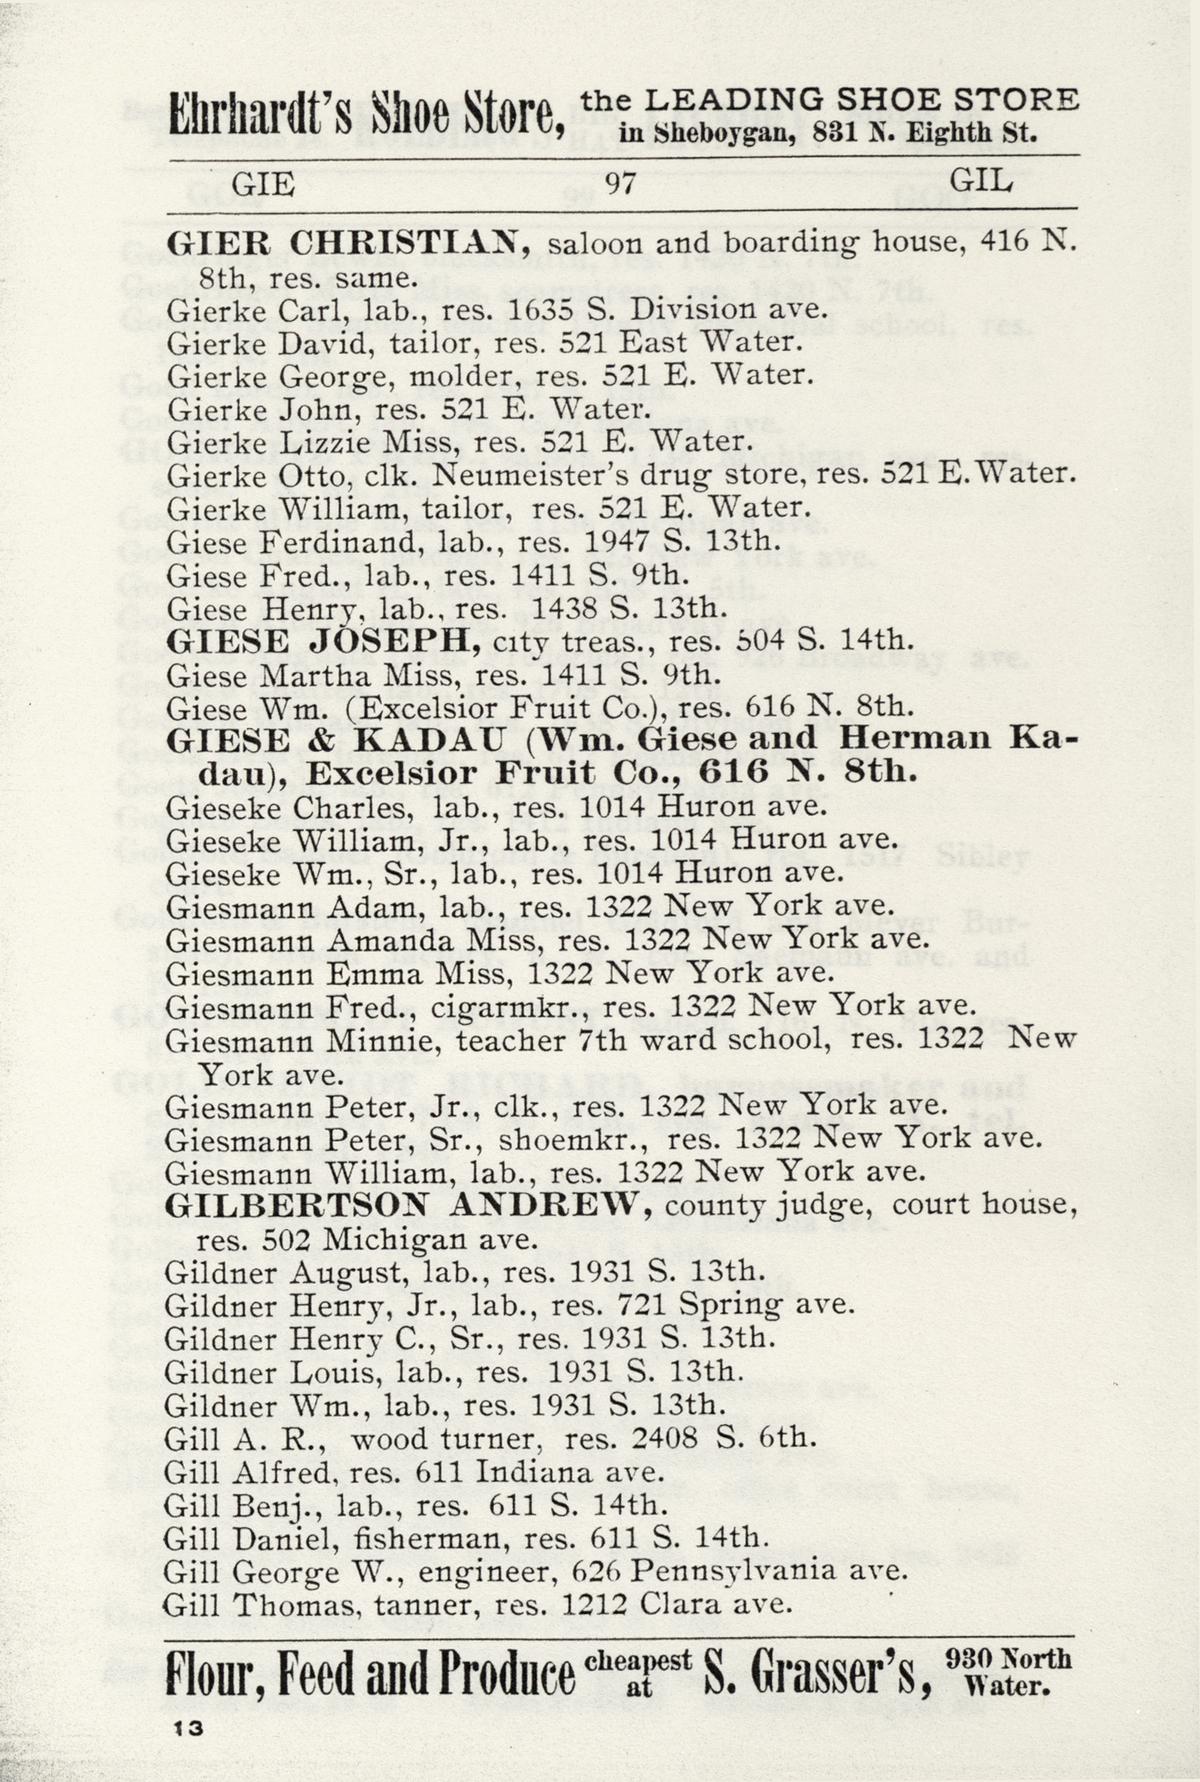 Ehrhardt's Shoe Store, the LEADING SHOE STORE
in Sheboygan, 831 N. Eighth St.
GIE 97 GIL
GIER CHRISTIAN, saloon and boarding house, 416 N.
8th, res. same.
Gierke Carl, lab., res. 1635 S. Division ave.
Gierke David, tailor, res. 521 East Water.
Gierke George, molder, res. 521 E. Water.
Gierke John, res. 521 E. Water.
Gierke Lizzie Miss, res. 521 E. Water.
Gierke Otto, clk. Neumeister's drug store, res. 521 E. Water.
Gierke William, tailor, res. 521 E. Water.
Giese Ferdinand, lab., res. 1947 S. 13th.
Giese Fred., lab., res. 1411 S. 9th.
Giese Henry, lab., res. 1438 S. 13th.
GIESE JOSEPH, city treas., res. 504 S. 14th.
Giese Martha Miss, res. 1411 S. 9th.
Giese Wm. (Excelsior Fruit Co.), res. 616 N. 8th.
GIESE & KADAU (Wm. Giese and Herman Ka-
dau), Excelsior Fruit Co., 616 N. 8th.
Gieseke Charles, lab., res. 1014 Huron ave.
Gieseke William, Jr., lab., res. 1014 Huron ave.
Gieseke Wm., Sr., lab., res. 1014 Huron ave.
Giesmann Adam, lab., res. 1322 New York ave.
Giesmann Amanda Miss, res. 1322 New York ave.
Giesmann Emma Miss, 1322 New York ave.
Giesmann Fred., cigarmkr., res. 1322 New York ave.
Giesmann Minnie, teacher 7th ward school, res. 1322 New
York ave.
Giesmann Peter, Jr., clk., res. 1322 New York ave.
Giesmann Peter, Sr., shoemkr., res. 1322 New York ave.
Giesmann William, lab., res. 1322 New York ave.
GILBERTSON ANDREW, county judge, court house,
res. 502 Michigan ave.
Gildner August, lab., res. 1931 S. 13th.
Gildner Henry, Jr., lab., res. 721 Spring ave.
Gildner Henry C., Sr., res. 1931 S. 13th.
Gildner Louis, lab., res. 1931 S. 13th.
Gildner Wm., lab., res. 1931 S. 13th.
Gill A. R., wood turner, res. 2408 S. 6th.
Gill Alfred, res. 611 Indiana ave.
Gill Benj., lab., res. 611 S. 14th.
Gill Daniel, fisherman, res. 611 S. 14th.
Gill George W., engineer, 626 Pennsylvania ave.
Gill Thomas, tanner, res. 1212 Clara ave.
Flour, Feed and Produce cheapest at S. Grasser's, 930 North Water.
13